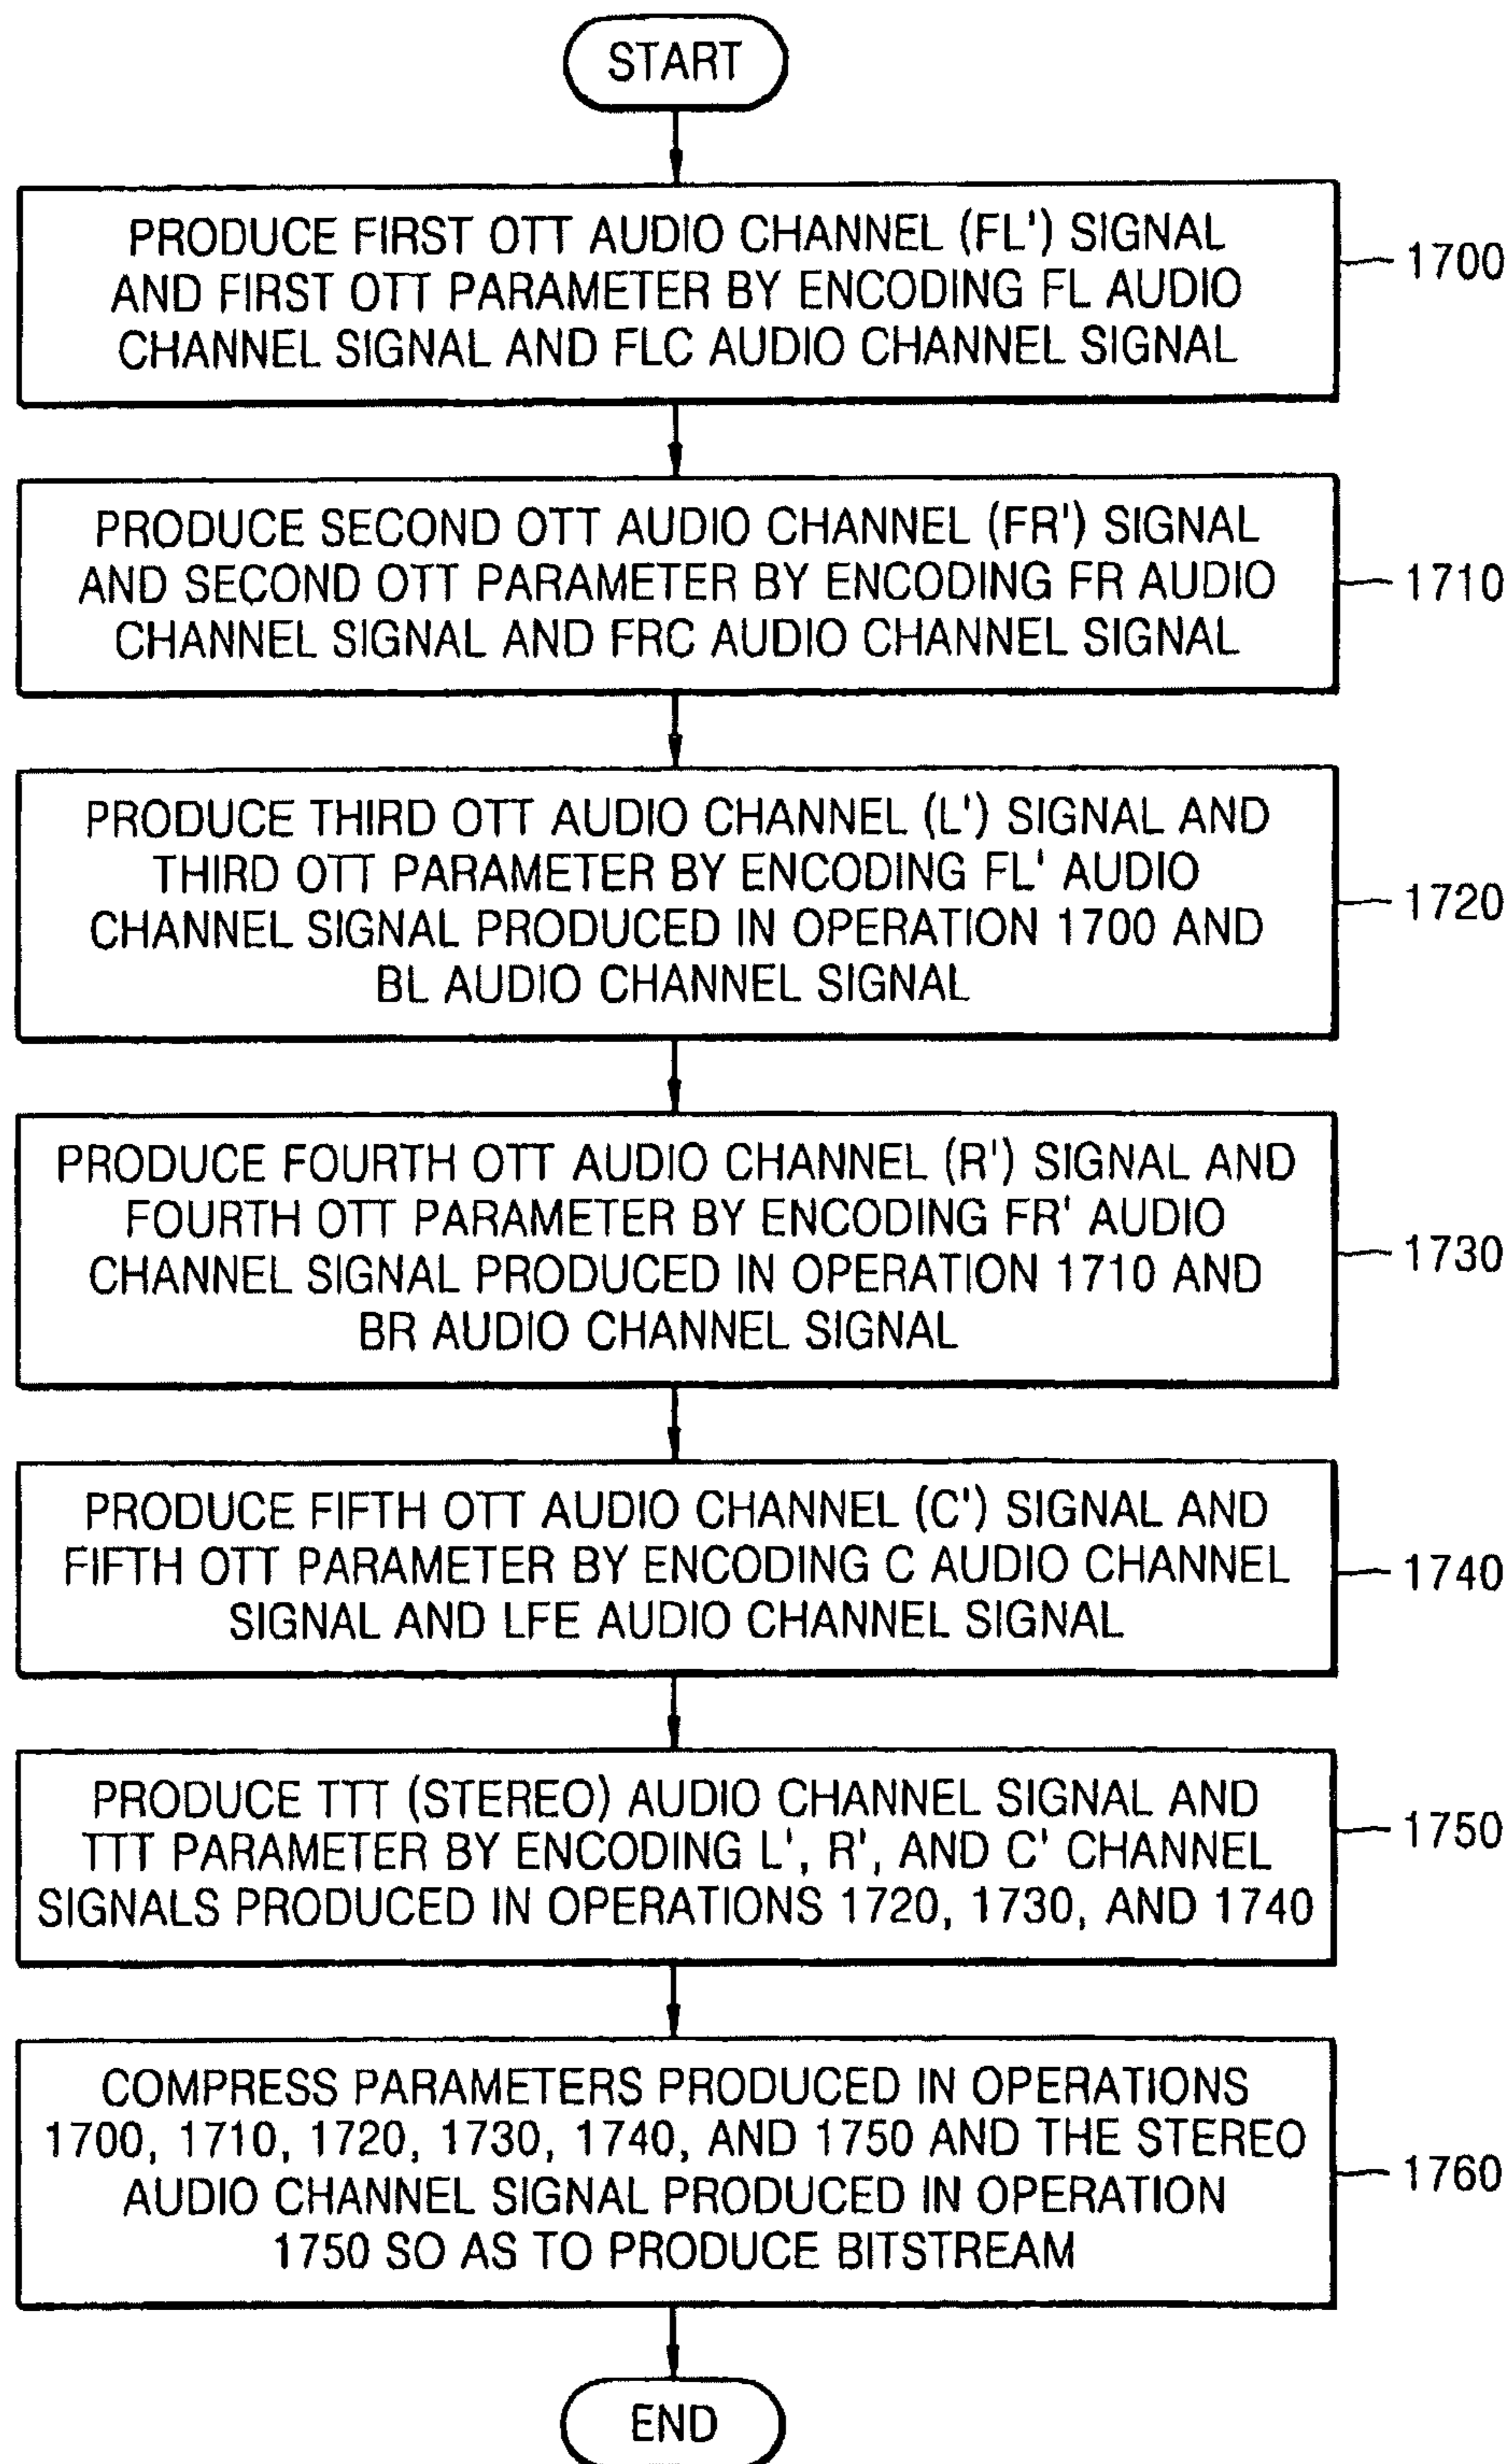 START
PRODUCE FIRST OTT AUDIO CHANNEL (FL') SIGNAL
AND FIRST OTT PARAMETER BY ENCODING FL AUDIO
CHANNEL SIGNAL AND FLC AUDIO CHANNEL SIGNAL
1700
PRODUCE SECOND OTT AUDIO CHANNEL (FR') SIGNAL
AND SECOND OTT PARAMETER BY ENCODING FR AUDIO
CHANNEL SIGNAL AND FRC AUDIO CHANNEL SIGNAL
1710
PRODUCE THIRD OTT AUDIO CHANNEL (L') SIGNAL AND
THIRD OTT PARAMETER BY ENCODING FL' AUDIO
CHANNEL SIGNAL PRODUCED IN OPERATION 1700 AND
BL AUDIO CHANNEL SIGNAL
1720
PRODUCE FOURTH OTT AUDIO CHANNEL (R') SIGNAL AND
FOURTH OTT PARAMETER BY ENCODING FR' AUDIO
CHANNEL SIGNAL PRODUCED IN OPERATION 1710 AND
BR AUDIO CHANNEL SIGNAL
1730
PRODUCE FIFTH OTT AUDIO CHANNEL (C') SIGNAL AND
FIFTH OTT PARAMETER BY ENCODING C AUDIO CHANNEL
SIGNAL AND LFE AUDIO CHANNEL SIGNAL
1740
PRODUCE TTT (STEREO) AUDIO CHANNEL SIGNAL AND
TTT PARAMETER BY ENCODING L', R', AND C' CHANNEL
SIGNALS PRODUCED IN OPERATIONS 1720, 1730, AND 1740
1750
COMPRESS PARAMETERS PRODUCED IN OPERATIONS
1700, 1710, 1720, 1730, 1740, AND 1750 AND THE STEREO
AUDIO CHANNEL SIGNAL PRODUCED IN OPERATION
1750 SO AS TO PRODUCE BITSTREAM
1760
END